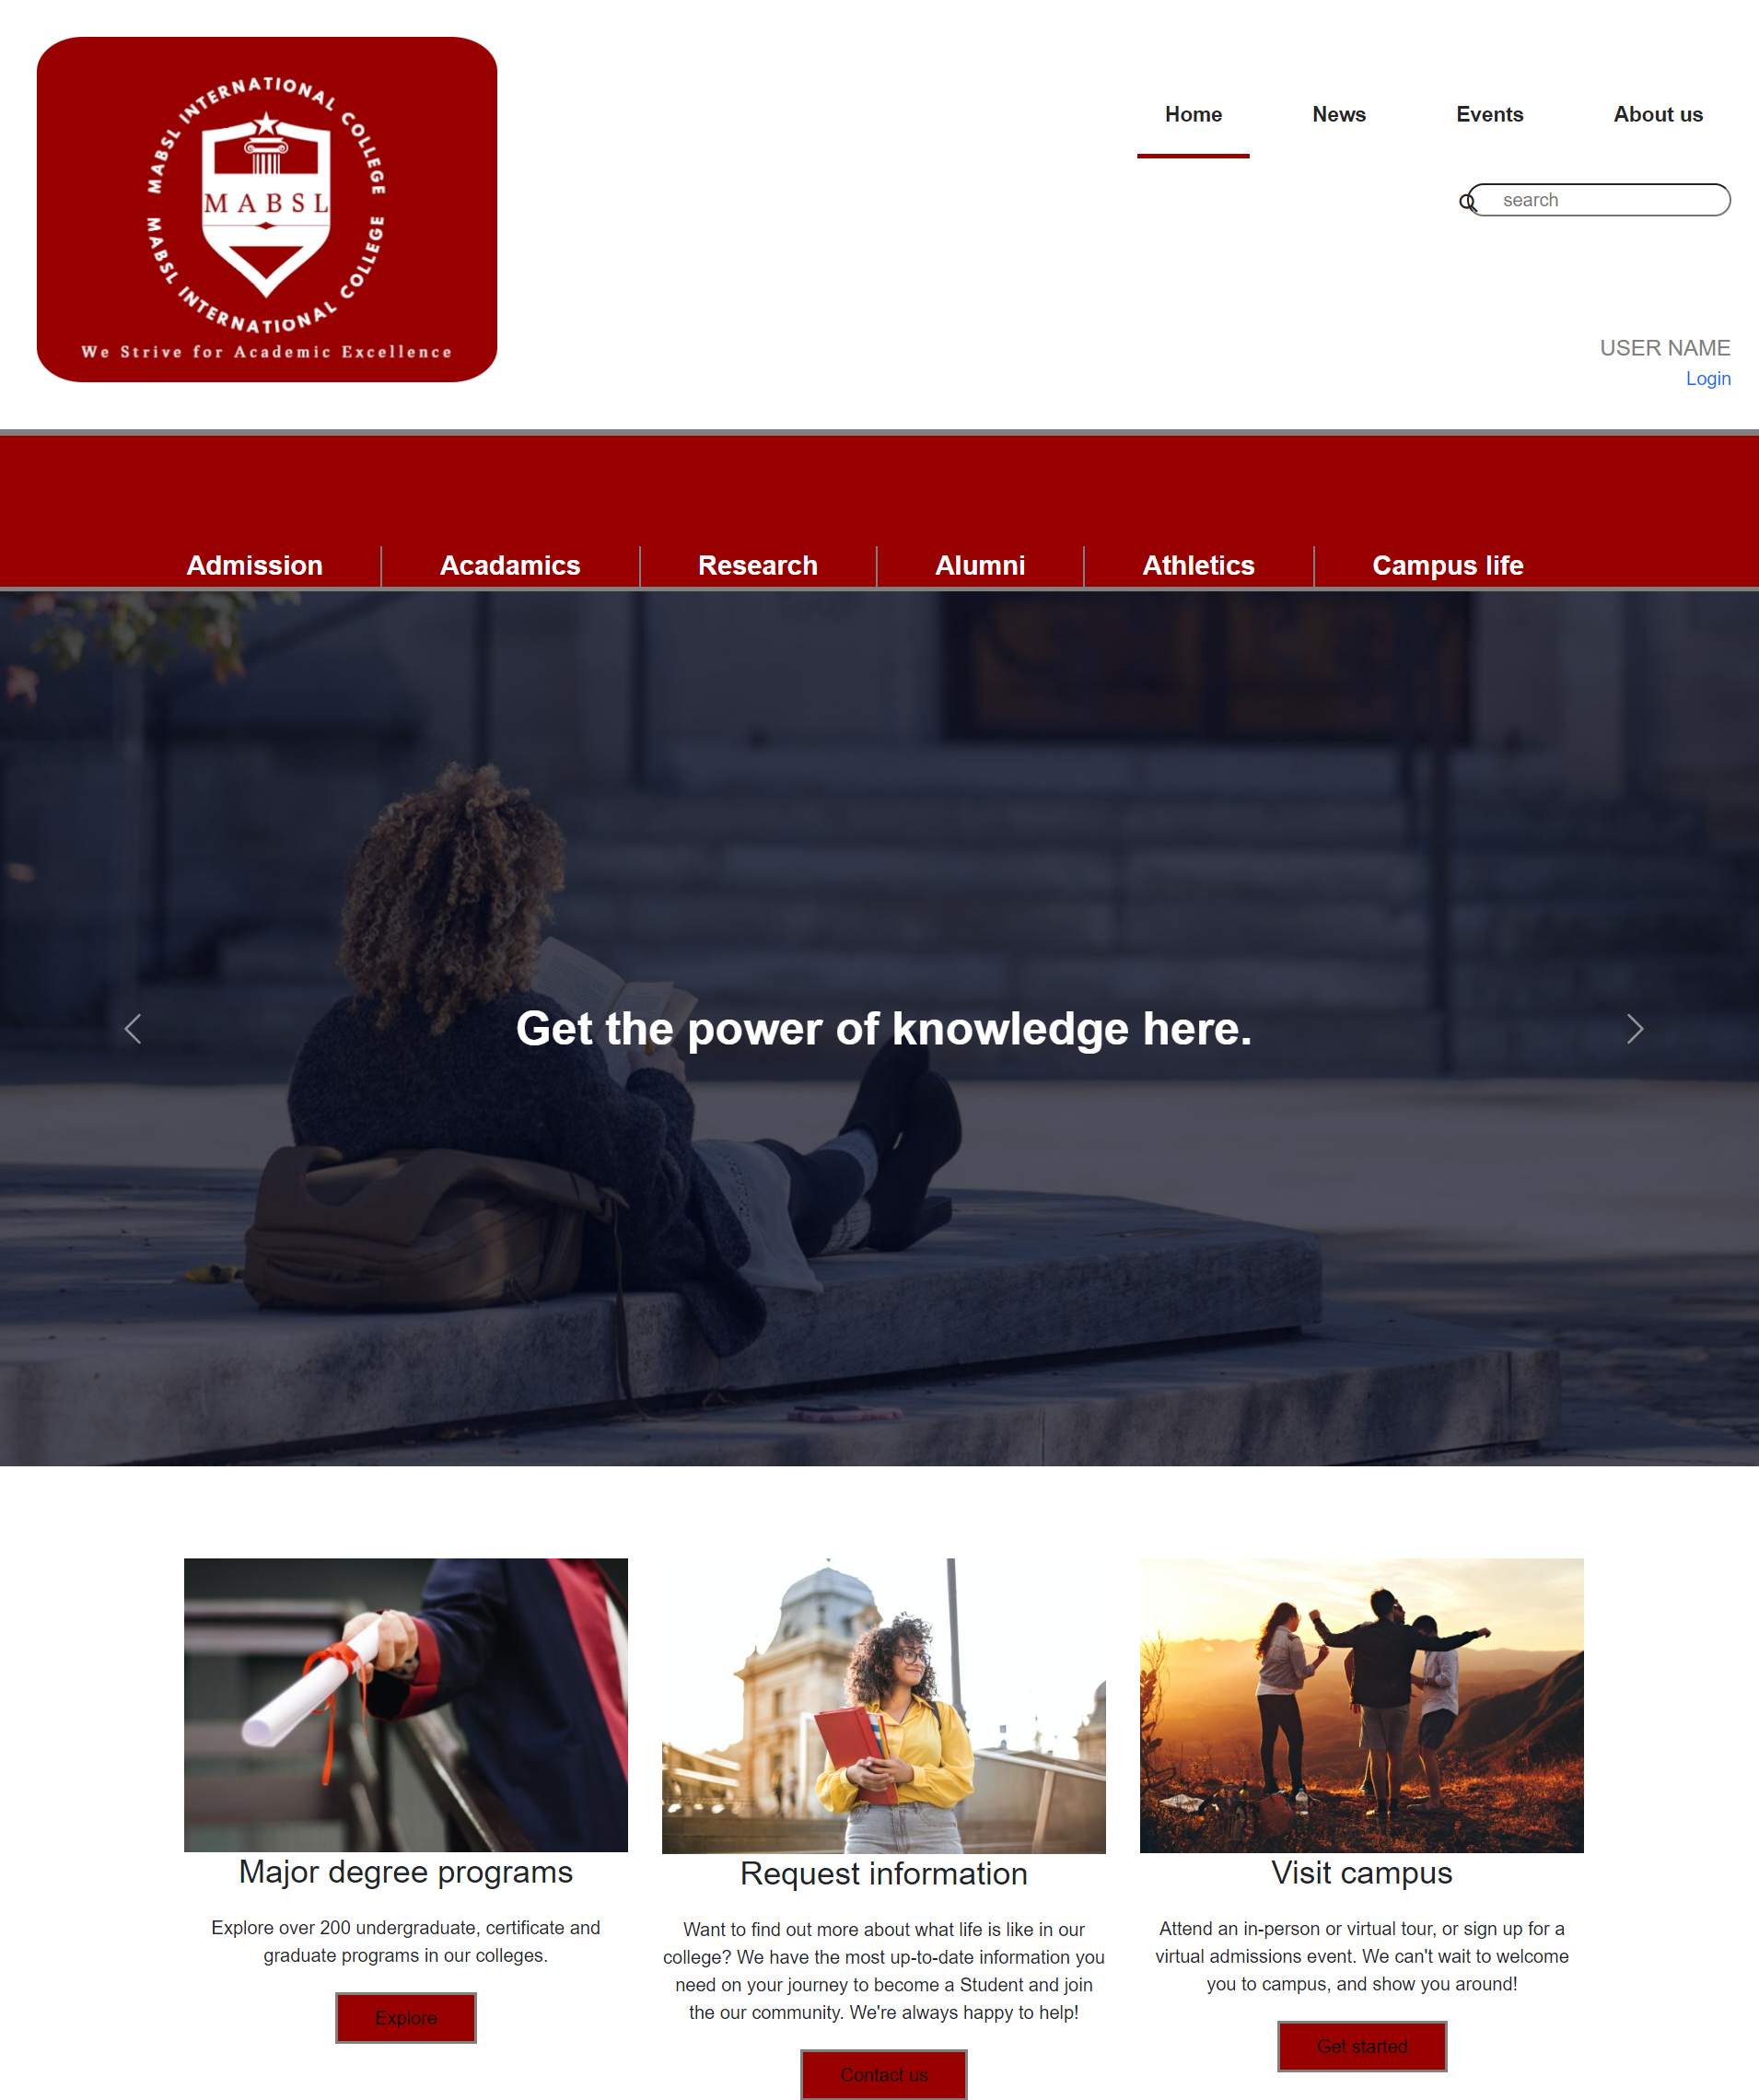 MABSL INTERNATIONAL COLLEGE
MABSL
MABSL INTERNATIONAL COLLEGE
We Strive for Academic Excellence
Home News Events About us
search
USER NAME
Login
Admission Acadamics Research Alumni Athletics Campus life
Get the power of knowledge here.
Major degree programs
Explore over 200 undergraduate, certificate and
graduate programs in our colleges.
Explore
Request information
Want to find out more about what life is like in our
college? We have the most up-to-date information you
need on your journey to become a Student and join
the our community. We're always happy to help!
Contact us
Visit campus
Attend an in-person or virtual tour, or sign up for a
virtual admissions event. We can't wait to welcome
you to campus, and show you around!
Get started